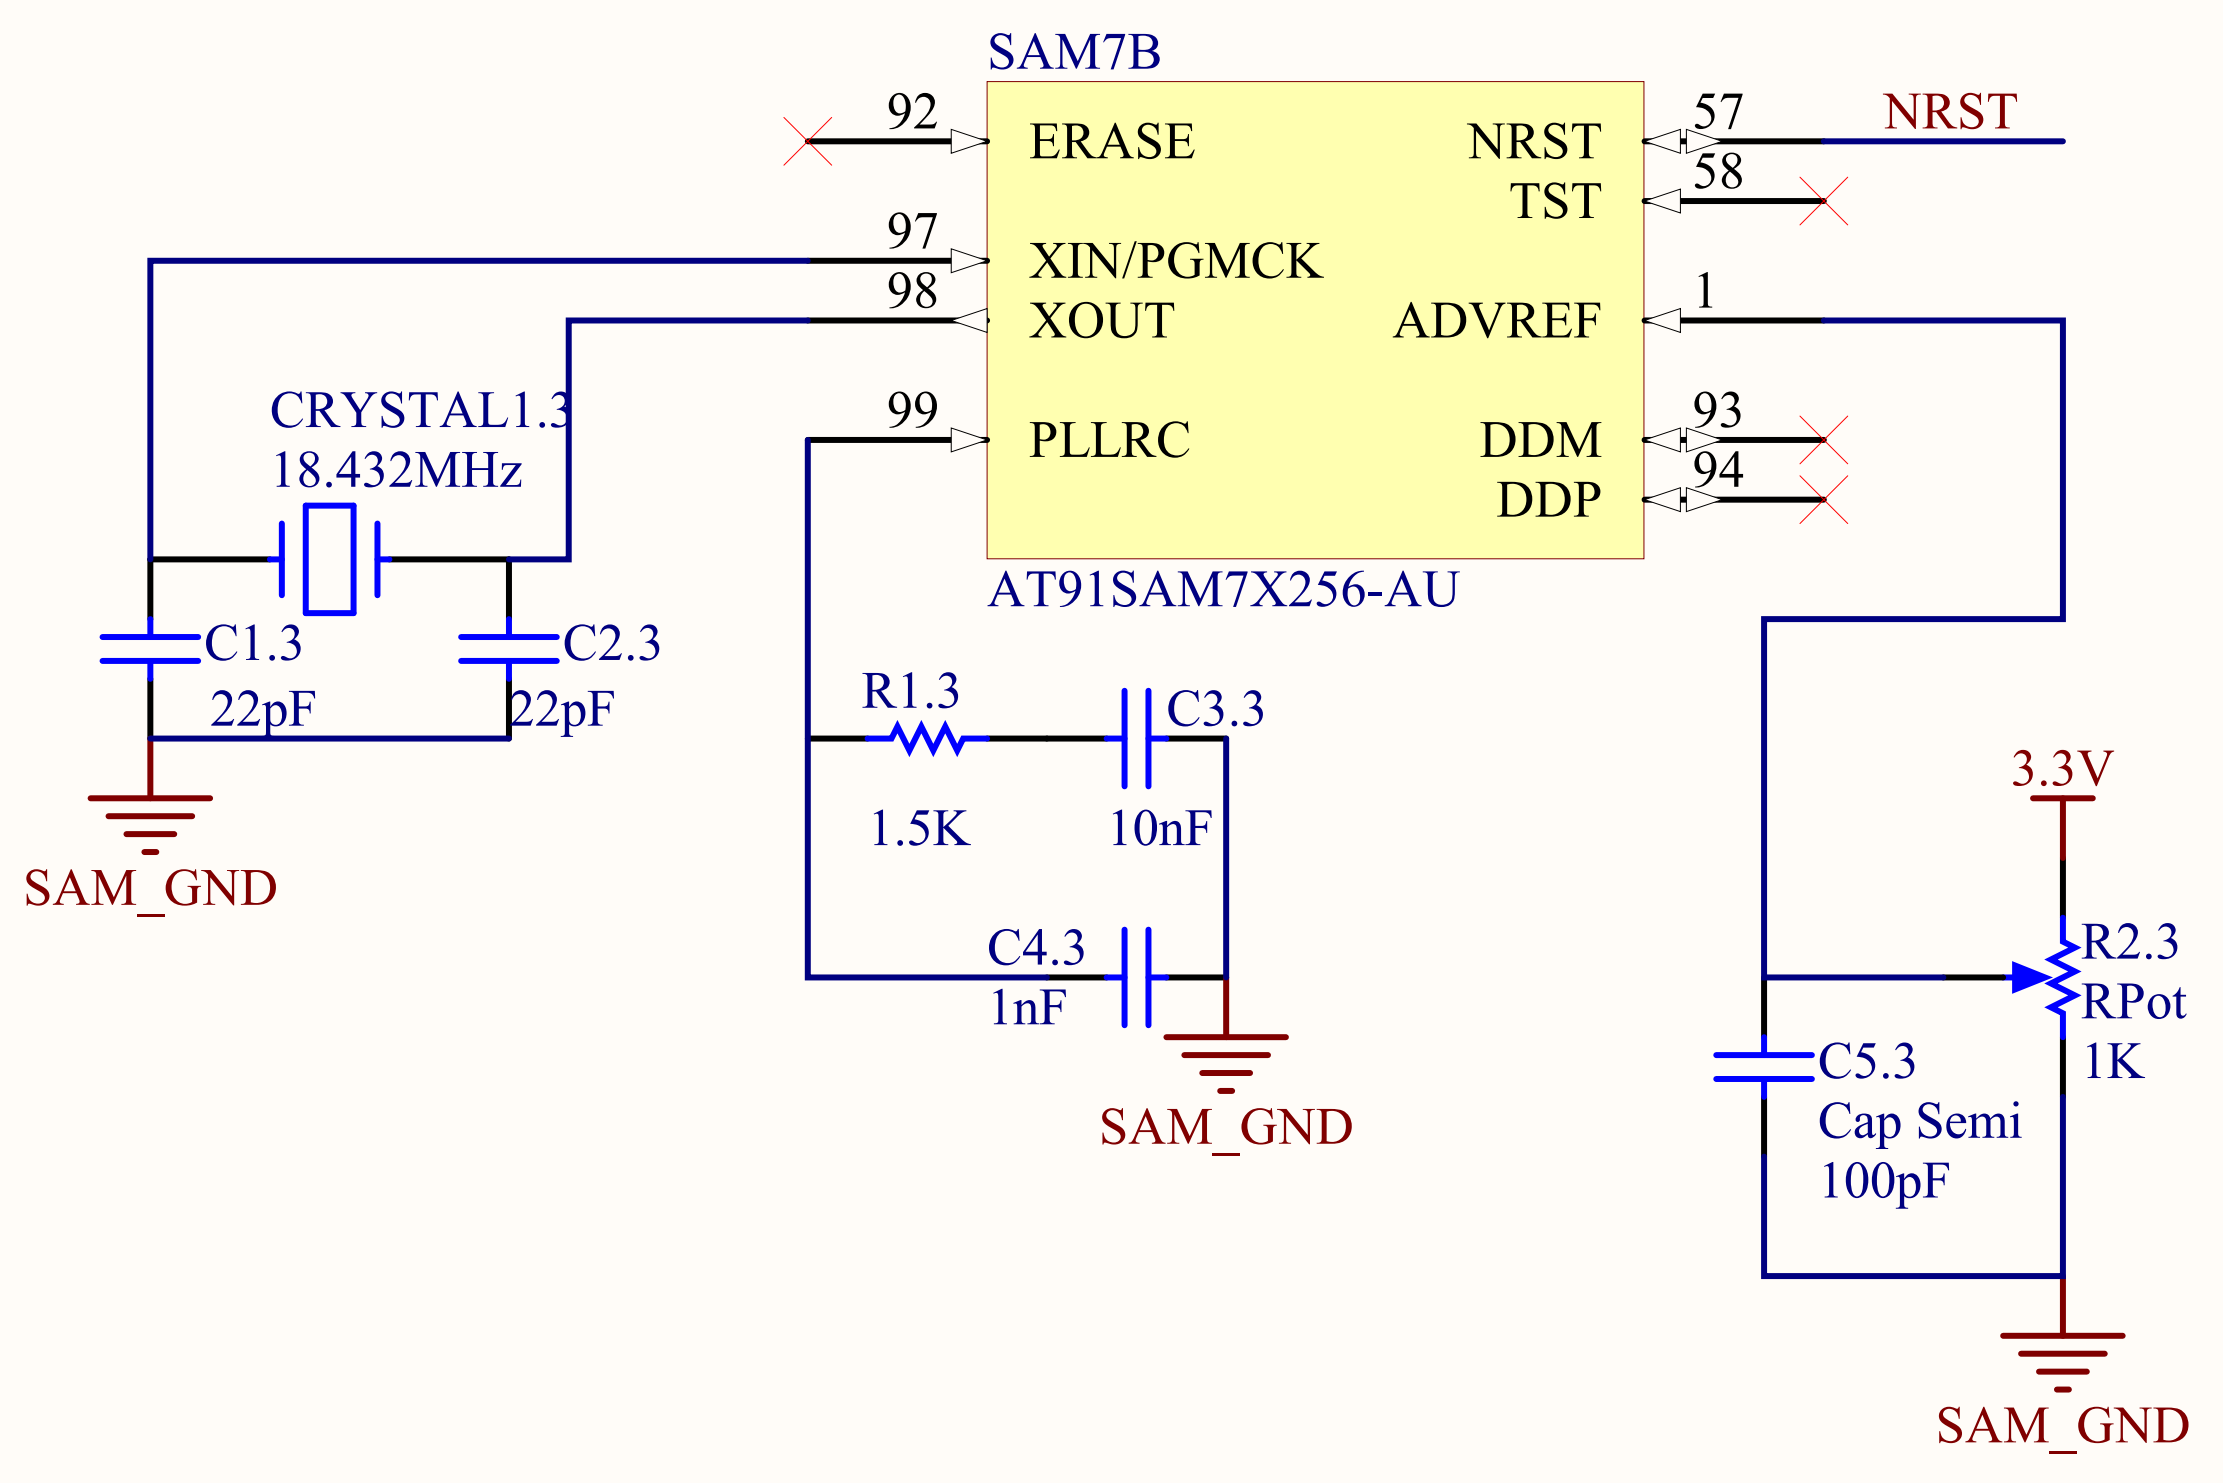 SAM7B
92
ERASE
NRST
57
NRST
TST
58
97
XIN/PGMCK
98
XOUT
ADVREF
1
CRYSTAL1.3
18.432MHz
99
PLLRC
DDM
93
DDP
94
AT91SAM7X256-AU
C1.3
22pF
C2.3
22pF
SAM_GND
R1.3
1.5K
C3.3
10nF
C4.3
1nF
SAM_GND
3.3V
R2.3
RPot
1K
C5.3
Cap Semi
100pF
SAM_GND